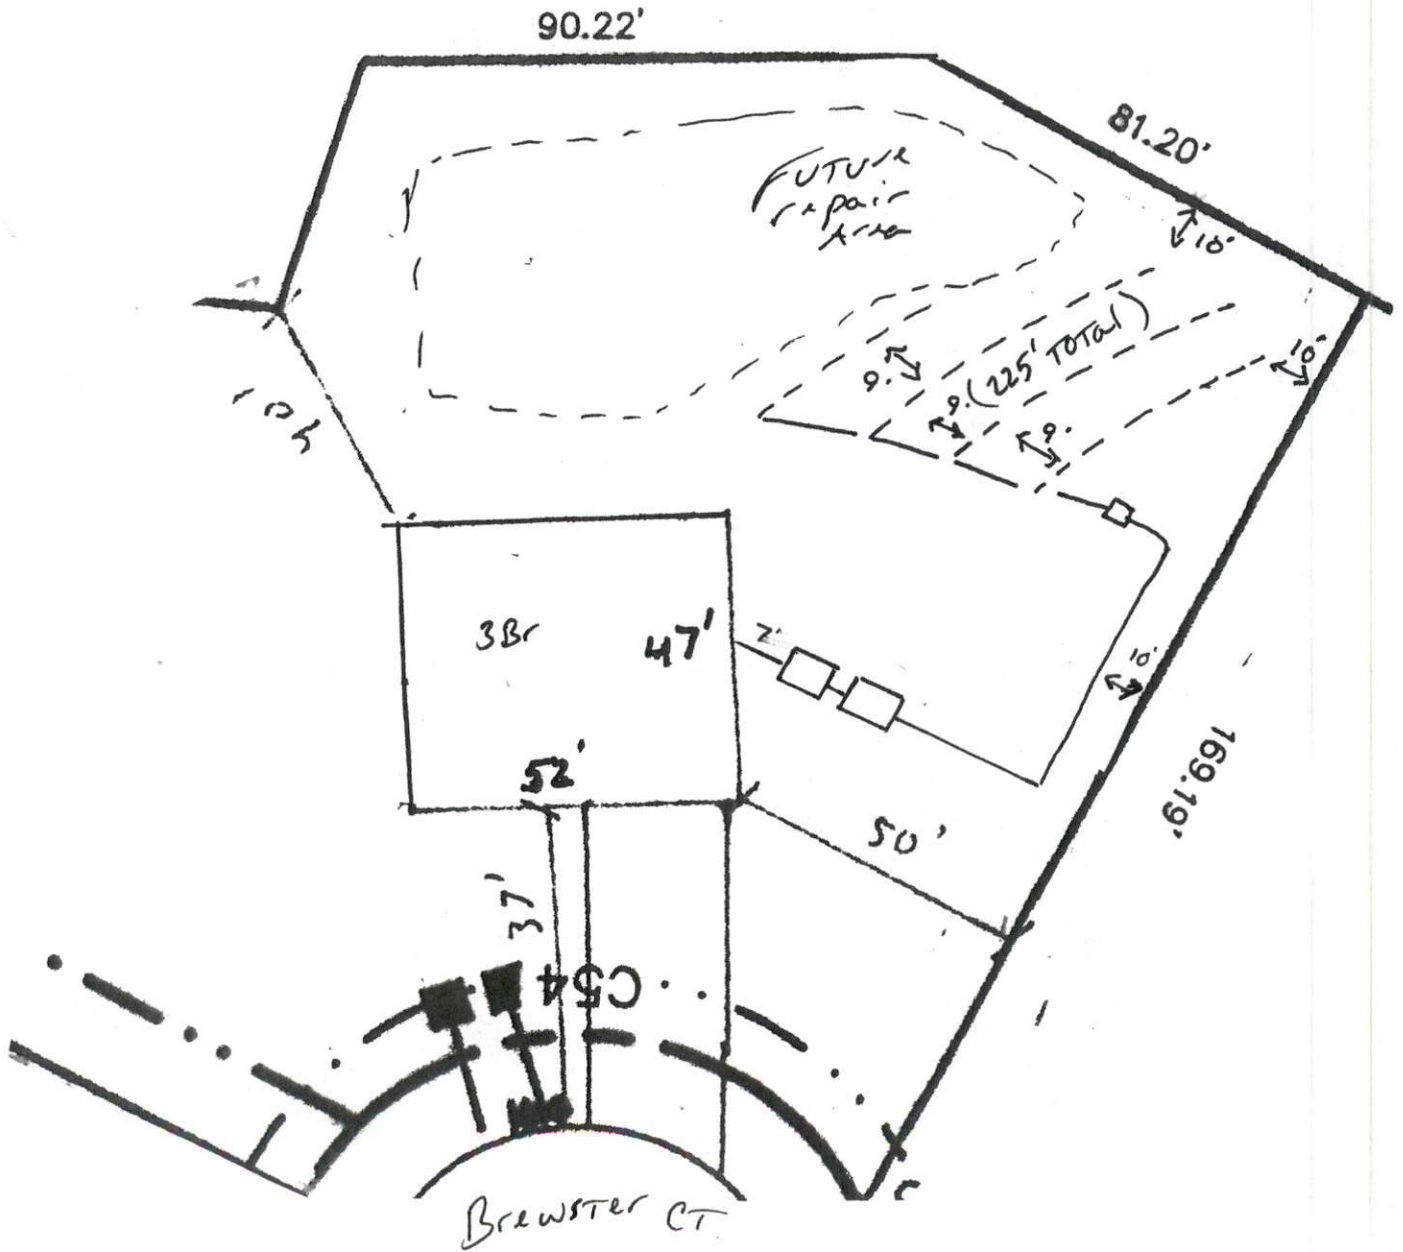 90.22'
81.20'
Future
repair
Area
10'
(225' Total)
9.
9.
9.
10'
3Br
47'
10'
169.19'
52'
50'
37'
C54
Brewster CT